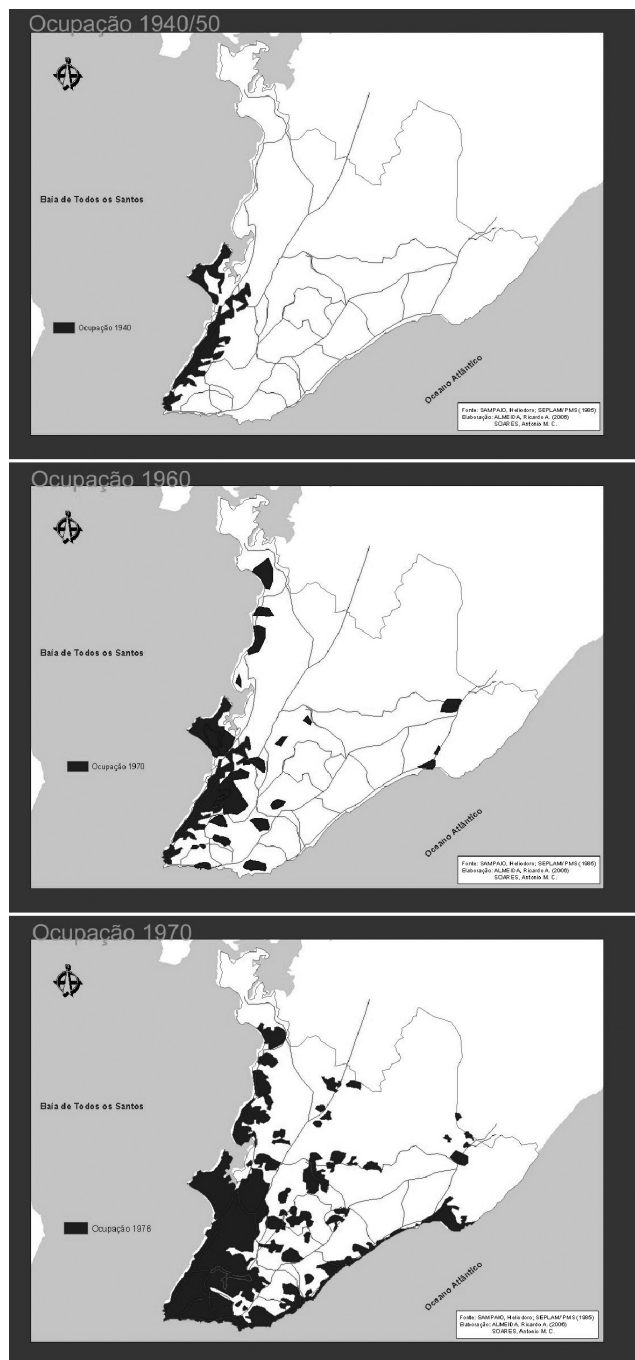 Ocupação 1940/50
Baía de Todos os Santos
Ocupação 1940
Oceano Atlântico
Fonte: SAMPAIO, Heliodoro; SEPLAM/PMS (1985)
Elaboração: ALMEIDA, Ricardo A. (2006)
SOARES, Antonio M. C.
Ocupação 1960
Baía de Todos os Santos
Ocupação 1970
Oceano Atlântico
Fonte: SAMPAIO, Heliodoro; SEPLAM/PMS (1985)
Elaboração: ALMEIDA, Ricardo A. (2006)
SOARES, Antonio M. C.
Ocupação 1970
Baía de Todos os Santos
Ocupação 1976
Oceano Atlântico
Fonte: SAMPAIO, Heliodoro; SEPLAM/PMS (1985)
Elaboração: ALMEIDA, Ricardo A. (2006)
SOARES, Antonio M. C.